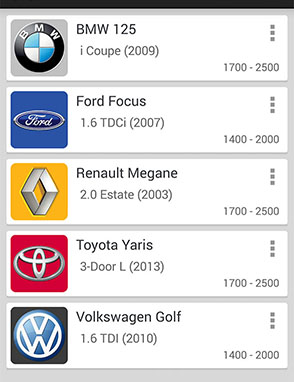 BMW
BMW 125
i Coupe (2009)
1700 - 2500
Ford
Ford Focus
1.6 TDCi (2007)
1400 - 2000
Renault Megane
2.0 Estate (2003)
1700 - 2500
Toyota Yaris
3-Door L (2013)
1700 - 2500
Volkswagen Golf
1.6 TDI (2010)
1400 - 2000